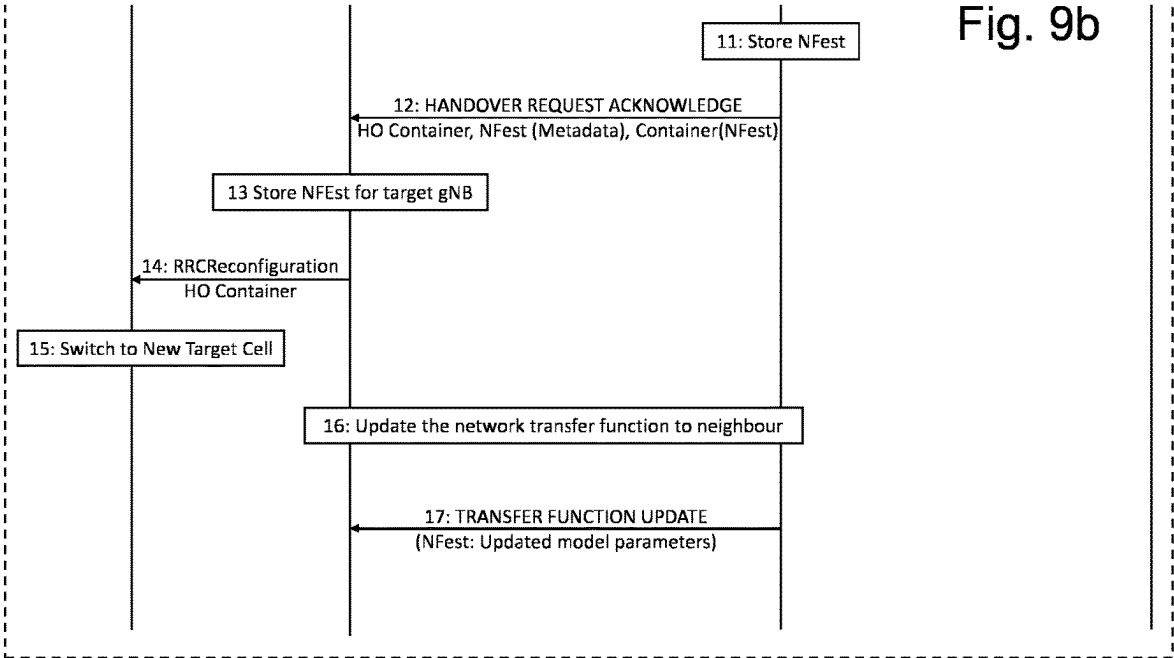 Fig. 9b
11: Store NFest
12: HANDOVER REQUEST ACKNOWLEDGE
HO Container, NFest (Metadata), Container(NFest)
13 Store NFEst for target gNB
14: RRCReconfiguration
HO Container
15: Switch to New Target Cell
16: Update the network transfer function to neighbour
17: TRANSFER FUNCTION UPDATE
(NFest: Updated model parameters)